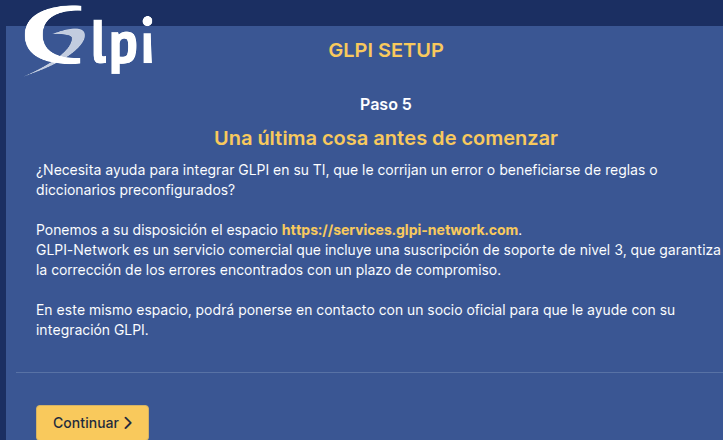 Glpi
GLPI SETUP
Paso 5
Una última cosa antes de comenzar
¿Necesita ayuda para integrar GLPI en su TI, que le corrijan un error o beneficiarse de reglas o
diccionarios preconfigurados?
Ponemos a su disposición el espacio https://services.glpi-network.com.
GLPI-Network es un servicio comercial que incluye una suscripción de soporte de nivel 3, que garantiza
la corrección de los errores encontrados con un plazo de compromiso.
En este mismo espacio, podrá ponerse en contacto con un socio oficial para que le ayude con su
integración GLPI.
Continuar